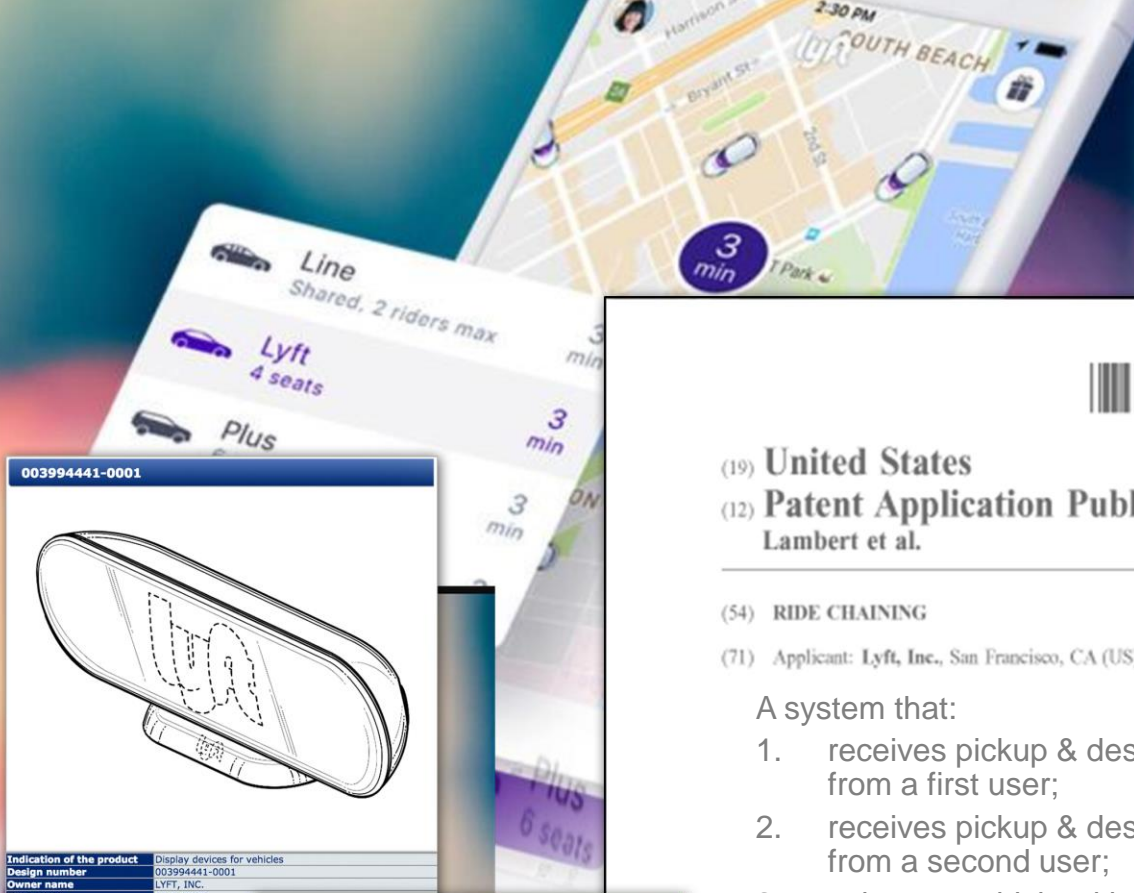 2:30 PM
lyft
Harrison
SOUTH BEACH
Bryant St
2nd St
3
min
T Park
Line
Shared, 2 riders max
3
min
Lyft
4 seats
3
min
Plus
3
min
Plus
6 seats
003994441-0001
lyft
Indication of the product Display devices for vehicles
Design number 003994441-0001
Owner name LYFT, INC.
(19) United States
(12) Patent Application Publ
Lambert et al.
(54) RIDE CHAINING
(71) Applicant: Lyft, Inc., San Francisco, CA (US
A system that:
1. receives pickup & des
from a first user;
2. receives pickup & des
from a second user;